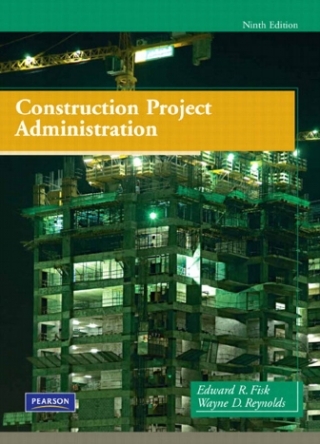 Ninth Edition
Construction Project
Administration
Edward R. Fisk
Wayne D. Reynolds
PEARSON